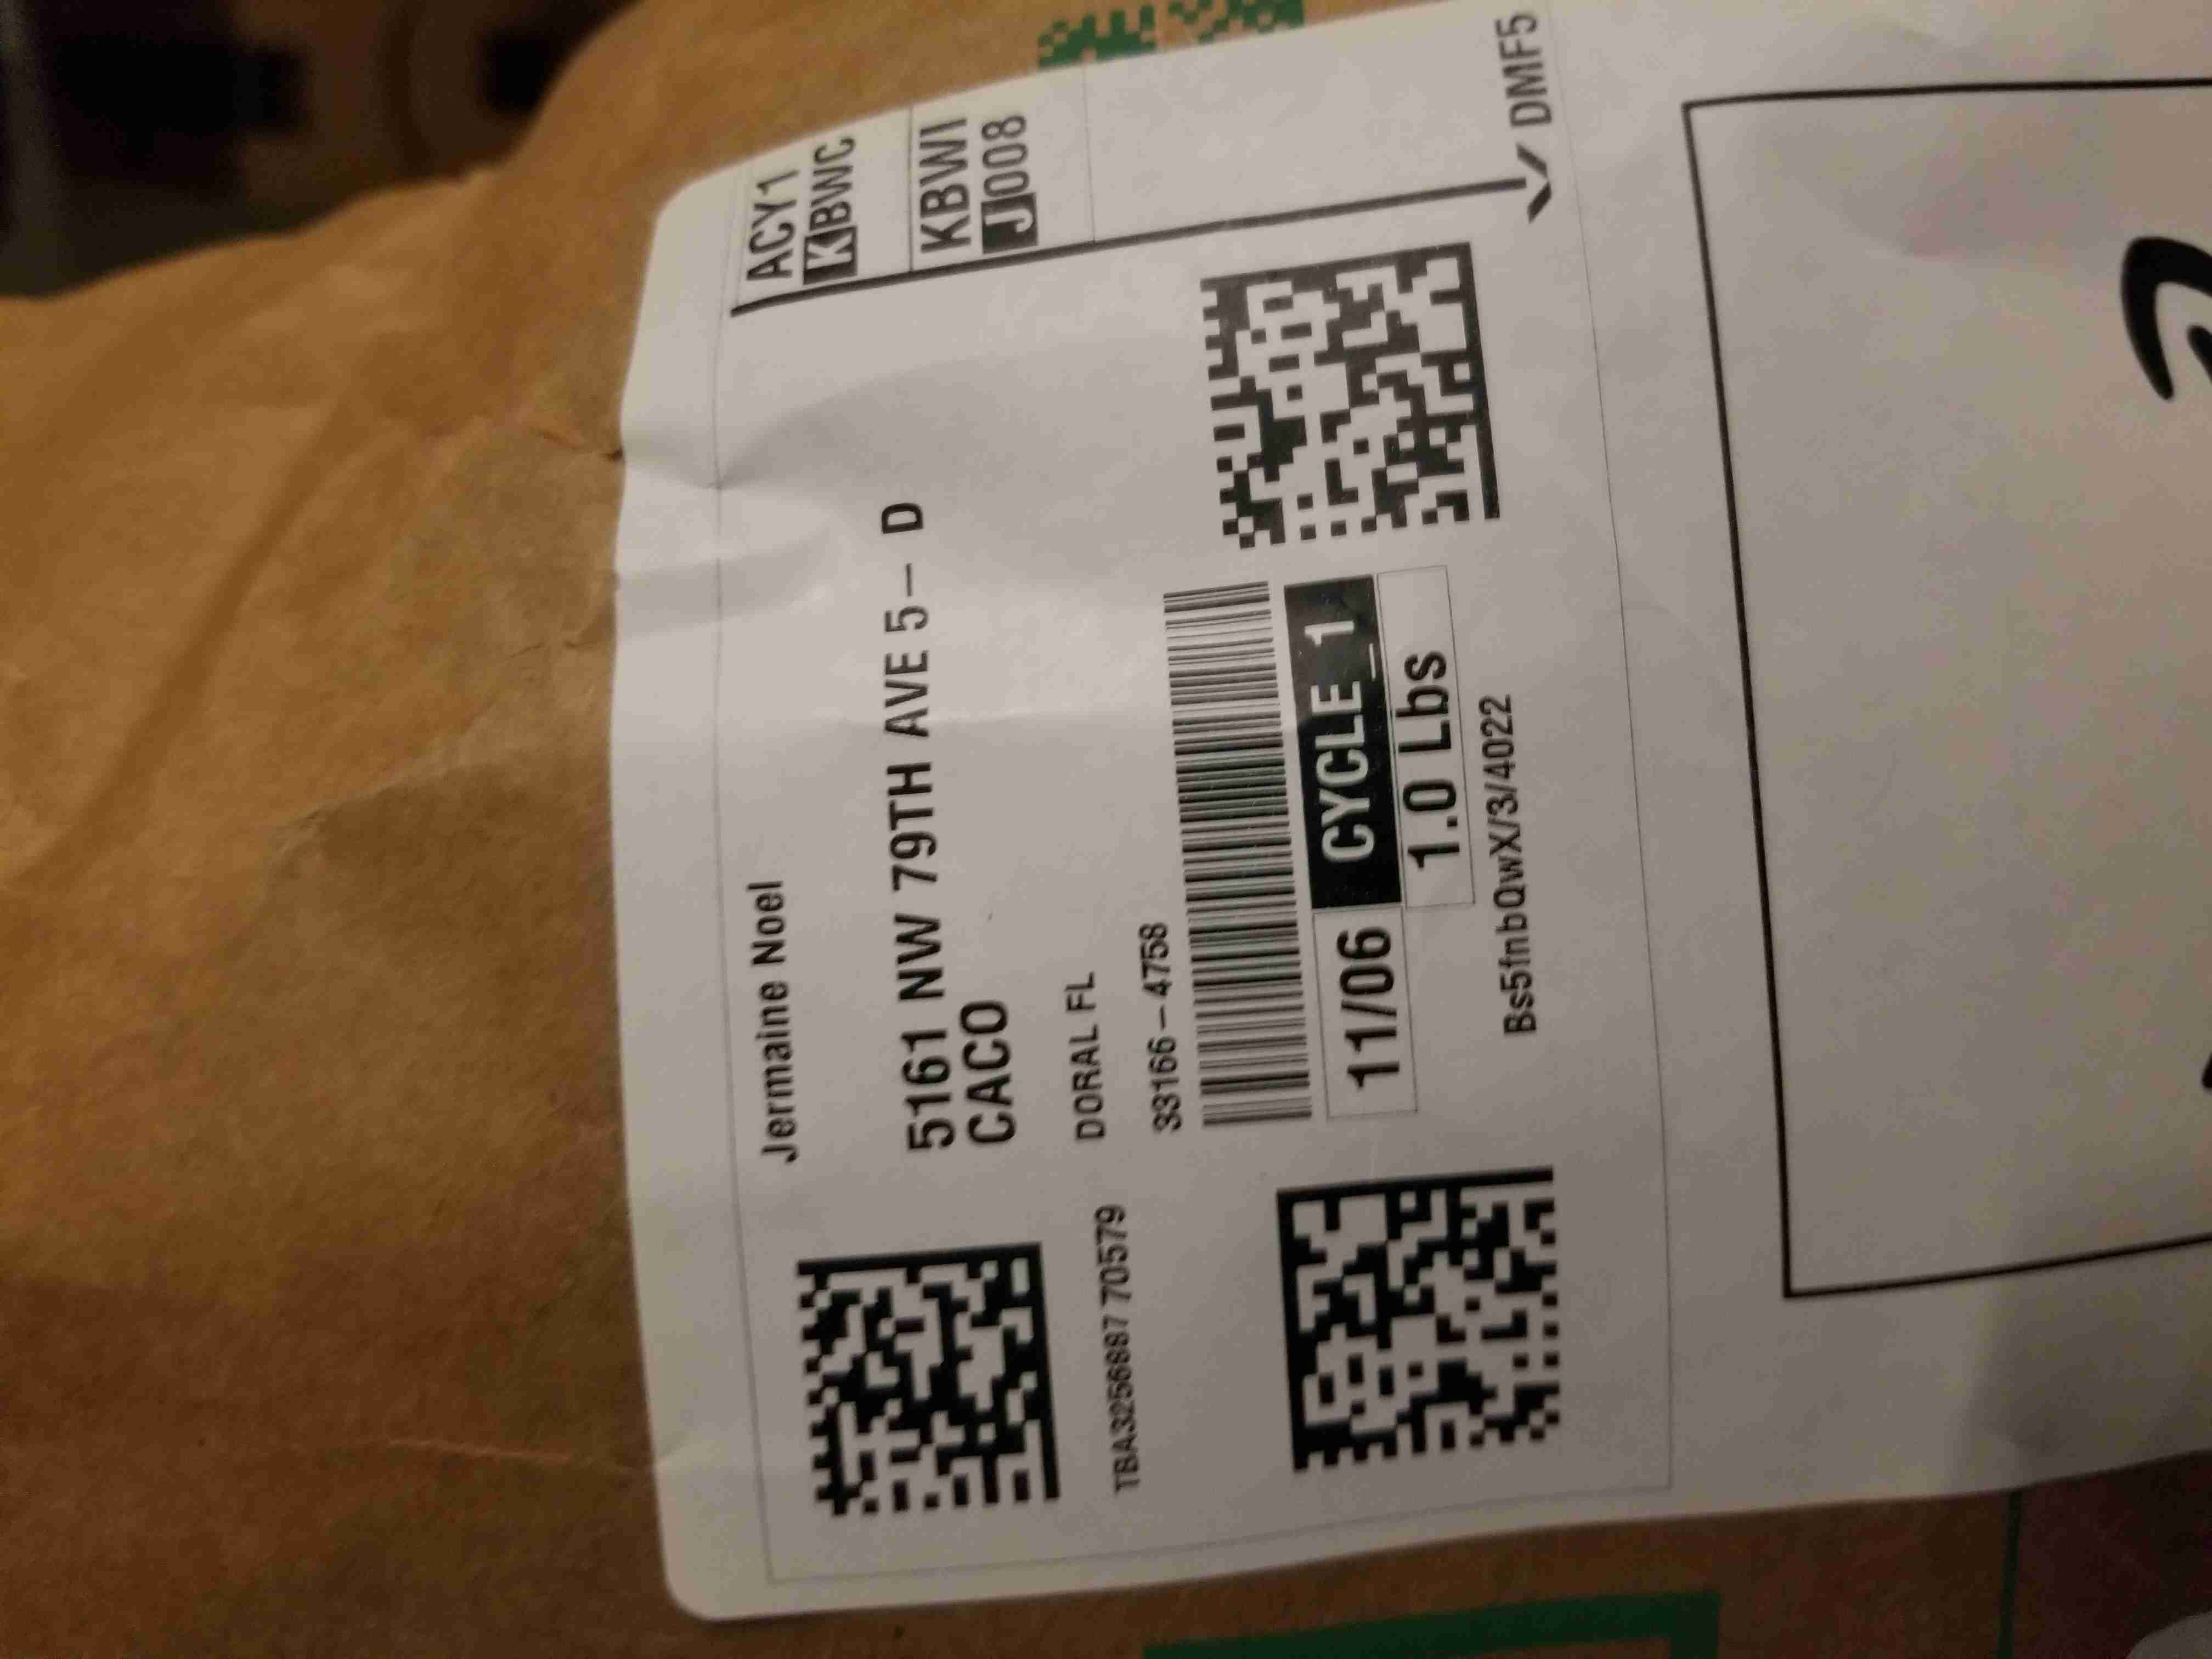 Jermaine Noel
5161 NW 79TH AVE 5– D
CACO
DORAL FL
33166–4758
TBA325688770579
11/06
CYCLE_1
1.0 Lbs
Bs5fnbQwX/3/4022
ACY1
KBWC
KBWI
J008
DMF5